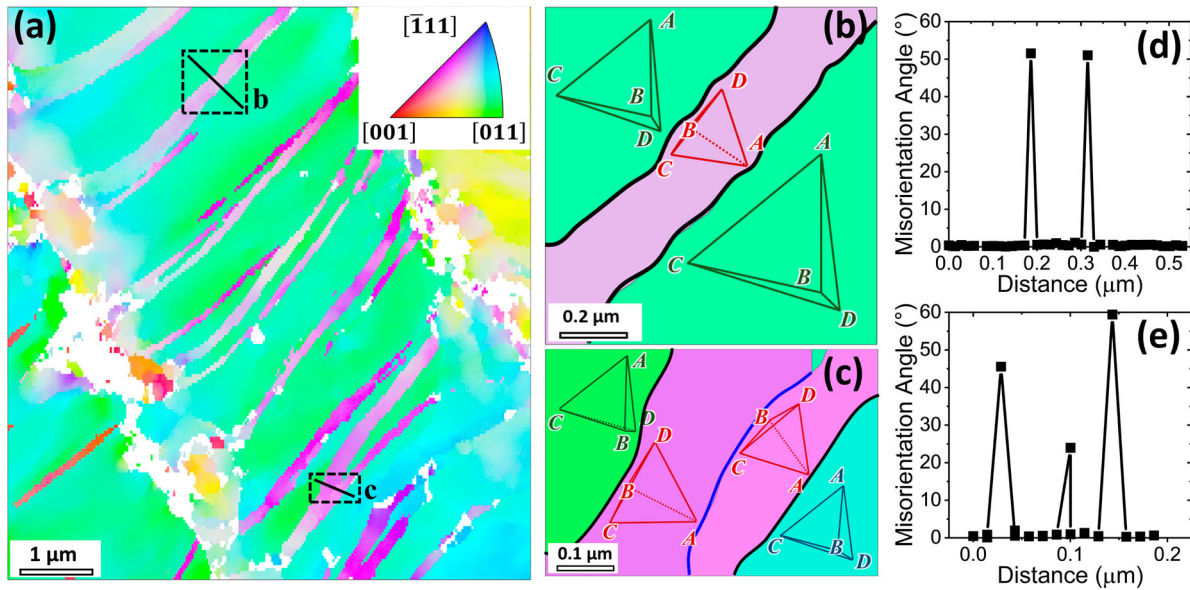 (a)
b
[1̅11]
[001]
[011]
c
1 μm
(b)
A
C
B
D
D
B
A
C
A
C
B
D
0.2 μm
(c)
A
C
B
D
D
B
C
A
D
B
C
A
A
C
B
D
0.1 μm
(d)
Misorientation Angle (°)
60
50
40
30
20
10
0
0.0 0.1 0.2 0.3 0.4 0.5
Distance (μm)
(e)
Misorientation Angle (°)
60
50
40
30
20
10
0
0.0 0.1 0.2
Distance (μm)